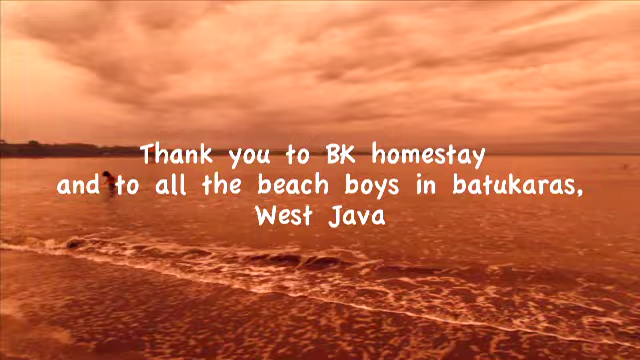 Thank you to BK homestay
and to all the beach boys in batukaras,
West Java